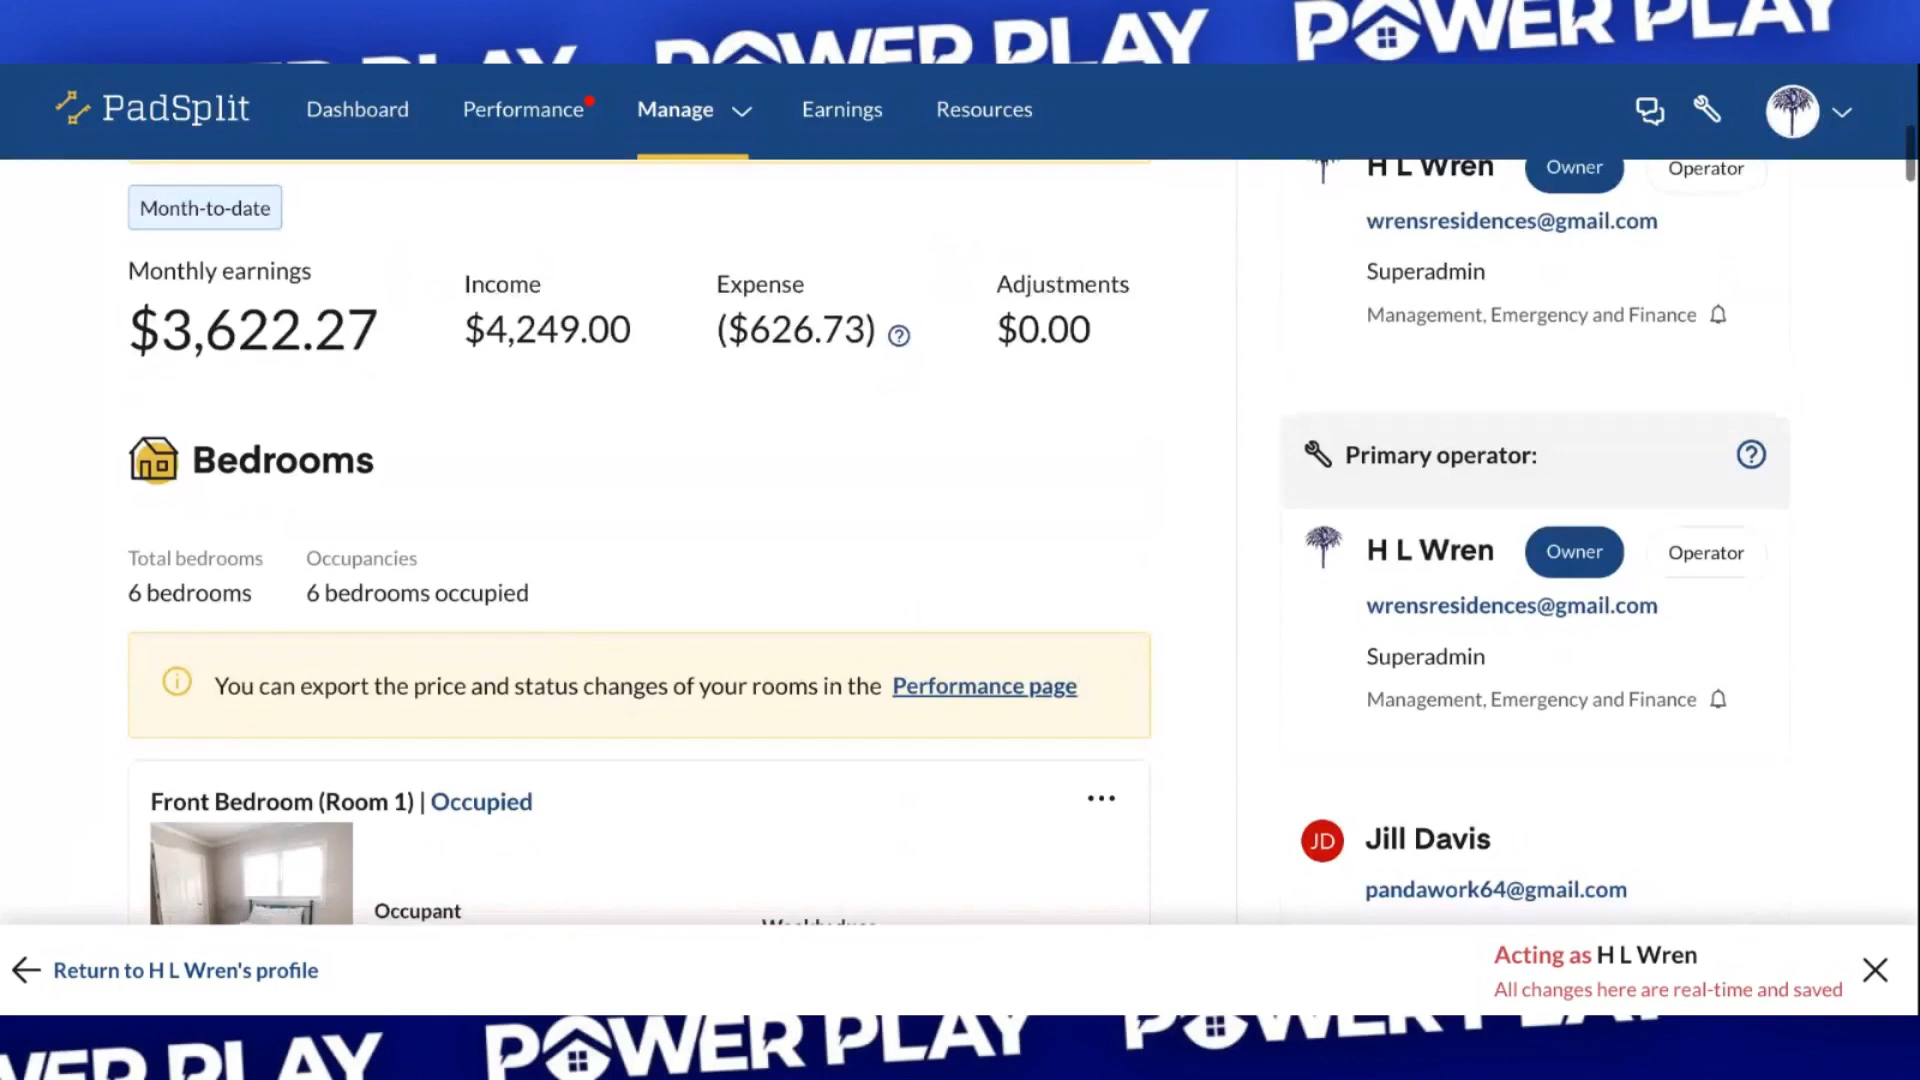 POWER PLAY
POWER PLAY
PadSplit
Dashboard
Performance
Manage
Earnings
Resources
Month-to-date
Monthly earnings
$3,622.27
Income
$4,249.00
Expense
($626.73)
Adjustments
$0.00
Bedrooms
Total bedrooms
6 bedrooms
Occupancies
6 bedrooms occupied
You can export the price and status changes of your rooms in the Performance page
Front Bedroom (Room 1) | Occupied
Occupant
H L Wren
Owner
Operator
wrensresidences@gmail.com
Superadmin
Management, Emergency and Finance
Primary operator:
H L Wren
Owner
Operator
wrensresidences@gmail.com
Superadmin
Management, Emergency and Finance
JD
Jill Davis
pandawork64@gmail.com
Return to H L Wren's profile
Acting as H L Wren
All changes here are real-time and saved
POWER PLAY
POWER PLAY